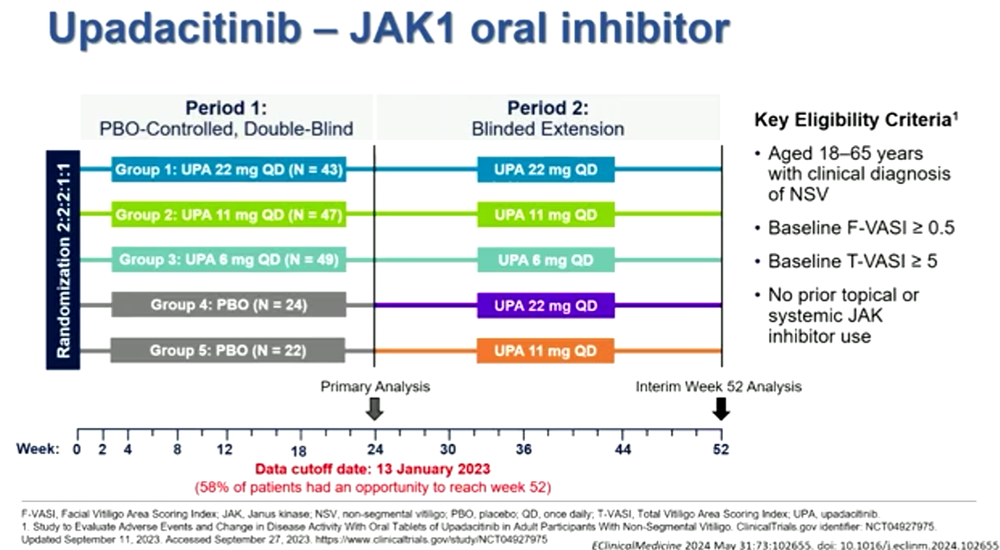 Upadacitinib – JAK1 oral inhibitor
Period 1:
PBO-Controlled, Double-Blind
Period 2:
Blinded Extension
Randomization 2:2:2:1:1
Group 1: UPA 22 mg QD (N = 43)
UPA 22 mg QD
Group 2: UPA 11 mg QD (N = 47)
UPA 11 mg QD
Group 3: UPA 6 mg QD (N = 49)
UPA 6 mg QD
Group 4: PBO (N = 24)
UPA 22 mg QD
Group 5: PBO (N = 22)
UPA 11 mg QD
Key Eligibility Criteria¹
• Aged 18–65 years
with clinical diagnosis
of NSV
• Baseline F-VASI ≥ 0.5
• Baseline T-VASI ≥ 5
• No prior topical or
systemic JAK
inhibitor use
Primary Analysis
Interim Week 52 Analysis
Week: 0 2 4 8 12 18 24 30 36 44 52
Data cutoff date: 13 January 2023
(58% of patients had an opportunity to reach week 52)
F-VASI, Facial Vitiligo Area Scoring Index; JAK, Janus kinase; NSV, non-segmental vitiligo; PBO, placebo; QD, once daily; T-VASI, Total Vitiligo Area Scoring Index; UPA, upadacitinib.
1. Study to Evaluate Adverse Events and Change in Disease Activity With Oral Tablets of Upadacitinib in Adult Participants With Non-Segmental Vitiligo. ClinicalTrials.gov identifier: NCT04927975.
Updated September 11, 2023. Accessed September 27, 2023. https://www.clinicaltrials.gov/study/NCT04927975
EClinicalMedicine 2024 May 31:73:102655. doi: 10.1016/j.eclinm.2024.102655